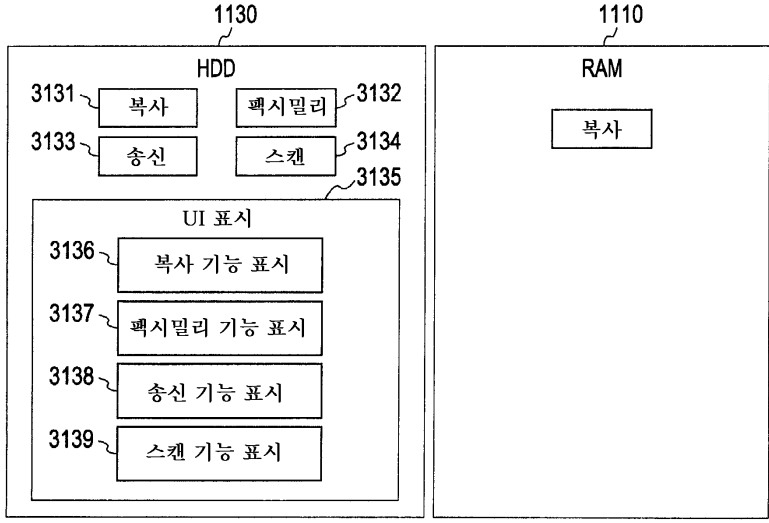 1130
1110
HDD
RAM
3131
복사
팩시밀리
3132
복사
3133
송신
스캔
3134
3135
UI 표시
3136
복사 기능 표시
3137
팩시밀리 기능 표시
3138
송신 기능 표시
3139
스캔 기능 표시